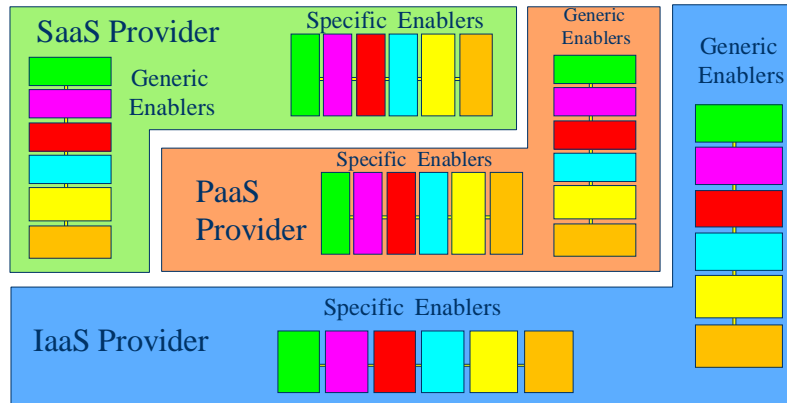 SaaS Provider
Generic
Enablers
Specific Enablers
Generic
Enablers
Generic
Enablers
PaaS
Provider
Specific Enablers
IaaS Provider
Specific Enablers